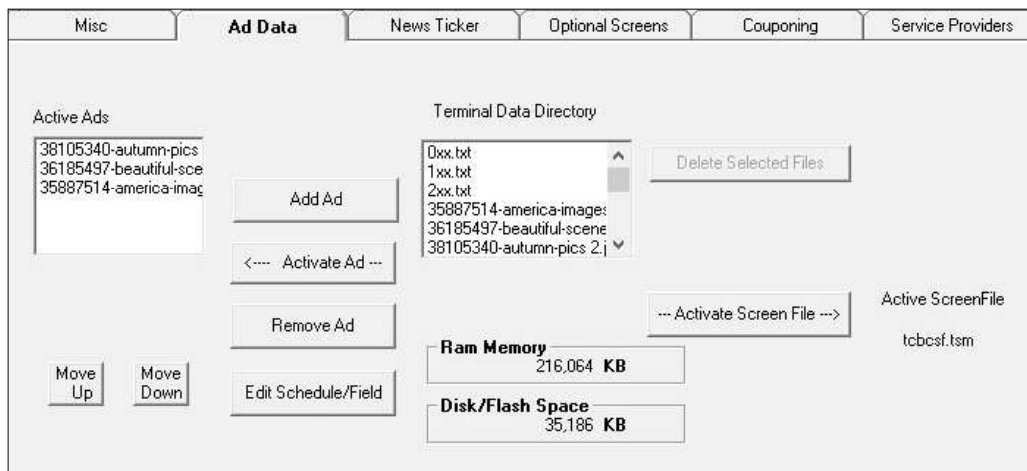 Misc
Ad Data
News Ticker
Optional Screens
Couponing
Service Providers
Active Ads
38105340-autumn-pics
36185497-beautiful-sce
35887514-america-imag
Move Up
Move Down
Add Ad
<---- Activate Ad ---
Remove Ad
Edit Schedule/Field
Terminal Data Directory
0xx.txt
1xx.txt
2xx.txt
35887514-america-images
36185497-beautiful-scene
38105340-autumn-pics 2.j
Ram Memory
216,064 KB
Disk/Flash Space
35,186 KB
Delete Selected Files
--- Activate Screen File --->
Active ScreenFile
tcbcsf.tsm